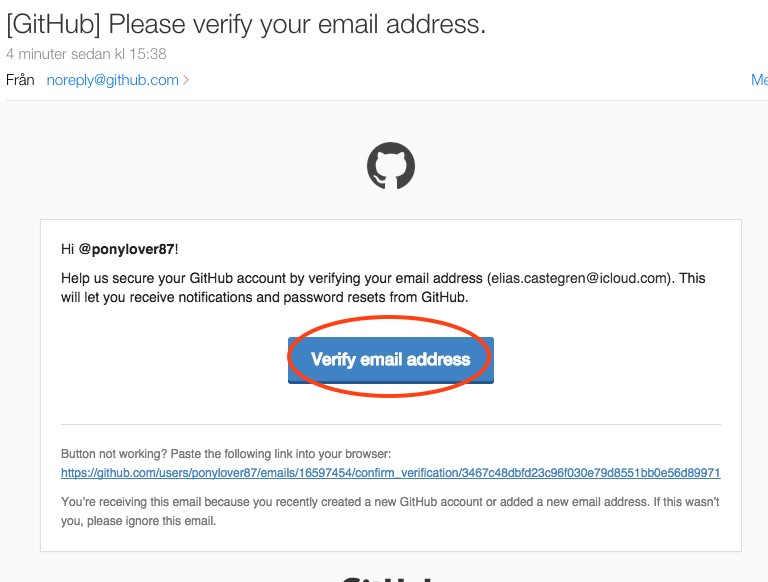 [GitHub] Please verify your email address.
4 minuter sedan kl 15:38
Från noreply@github.com
Me
Hi @ponylover87!
Help us secure your GitHub account by verifying your email address (elias.castegren@icloud.com). This
will let you receive notifications and password resets from GitHub.
Verify email address
Button not working? Paste the following link into your browser:
https://github.com/users/ponylover87/emails/16597454/confirm_verification/3467c48dbfd23c96f030e79d8551bb0e56d89971
You're receiving this email because you recently created a new GitHub account or added a new email address. If this wasn't
you, please ignore this email.
GitHub